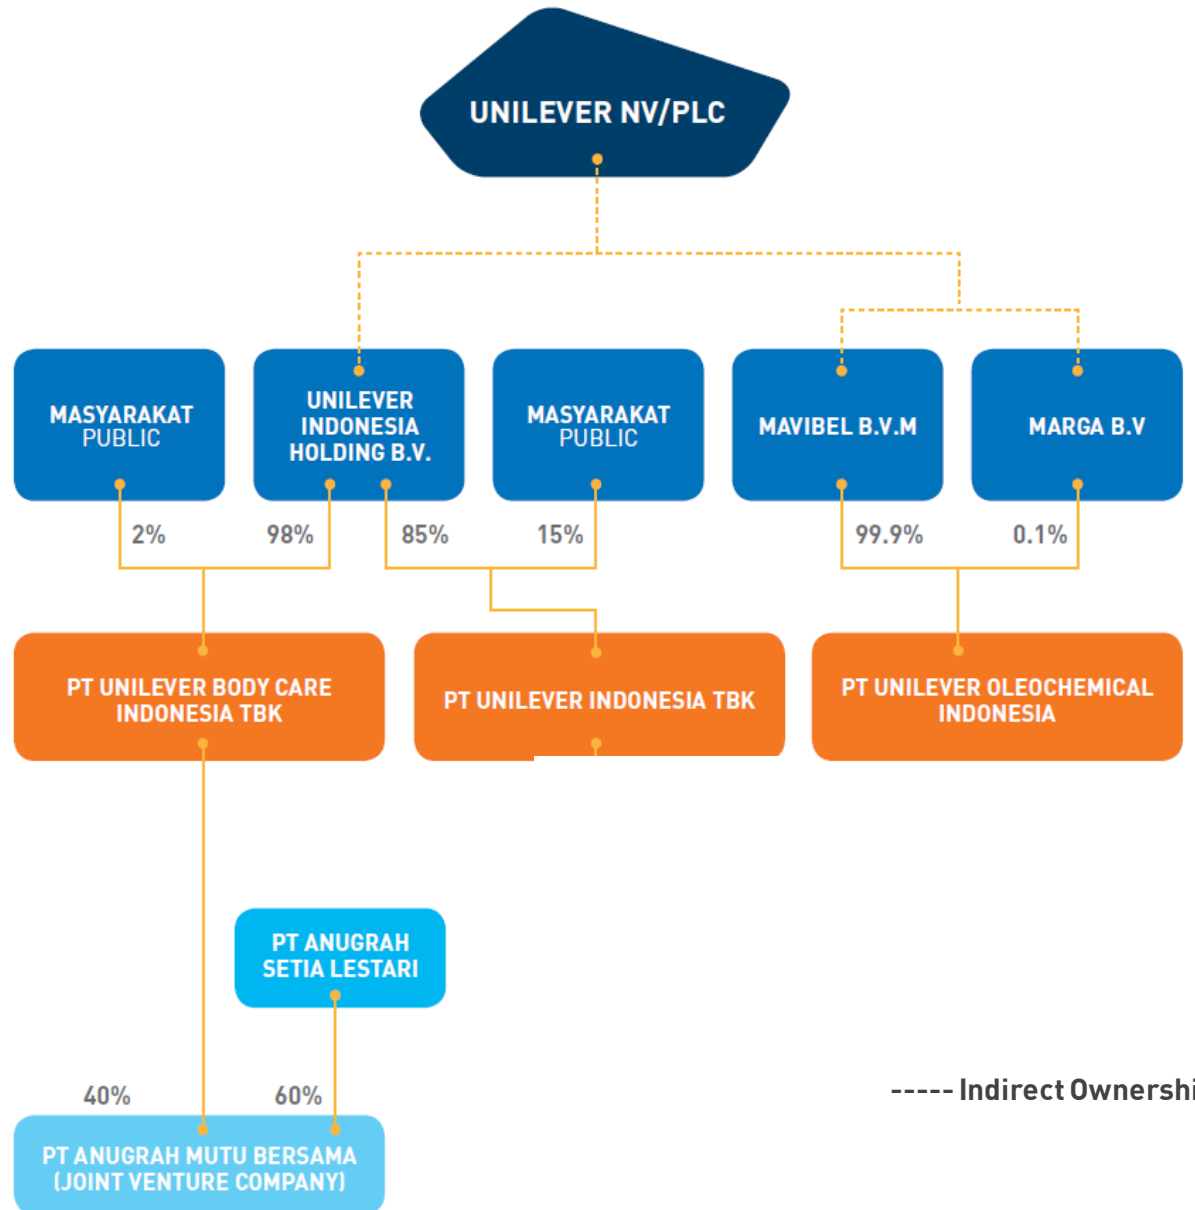 UNILEVER NV/PLC
MASYARAKAT
PUBLIC
UNILEVER
INDONESIA
HOLDING B.V.
MASYARAKAT
PUBLIC
MAVIBEL B.V.M
MARGA B.V
2%
98%
85%
15%
99.9%
0.1%
PT UNILEVER BODY CARE
INDONESIA TBK
PT UNILEVER INDONESIA TBK
PT UNILEVER OLEOCHEMICAL
INDONESIA
PT ANUGRAH
SETIA LESTARI
40%
60%
----- Indirect Ownershi
PT ANUGRAH MUTU BERSAMA
(JOINT VENTURE COMPANY)